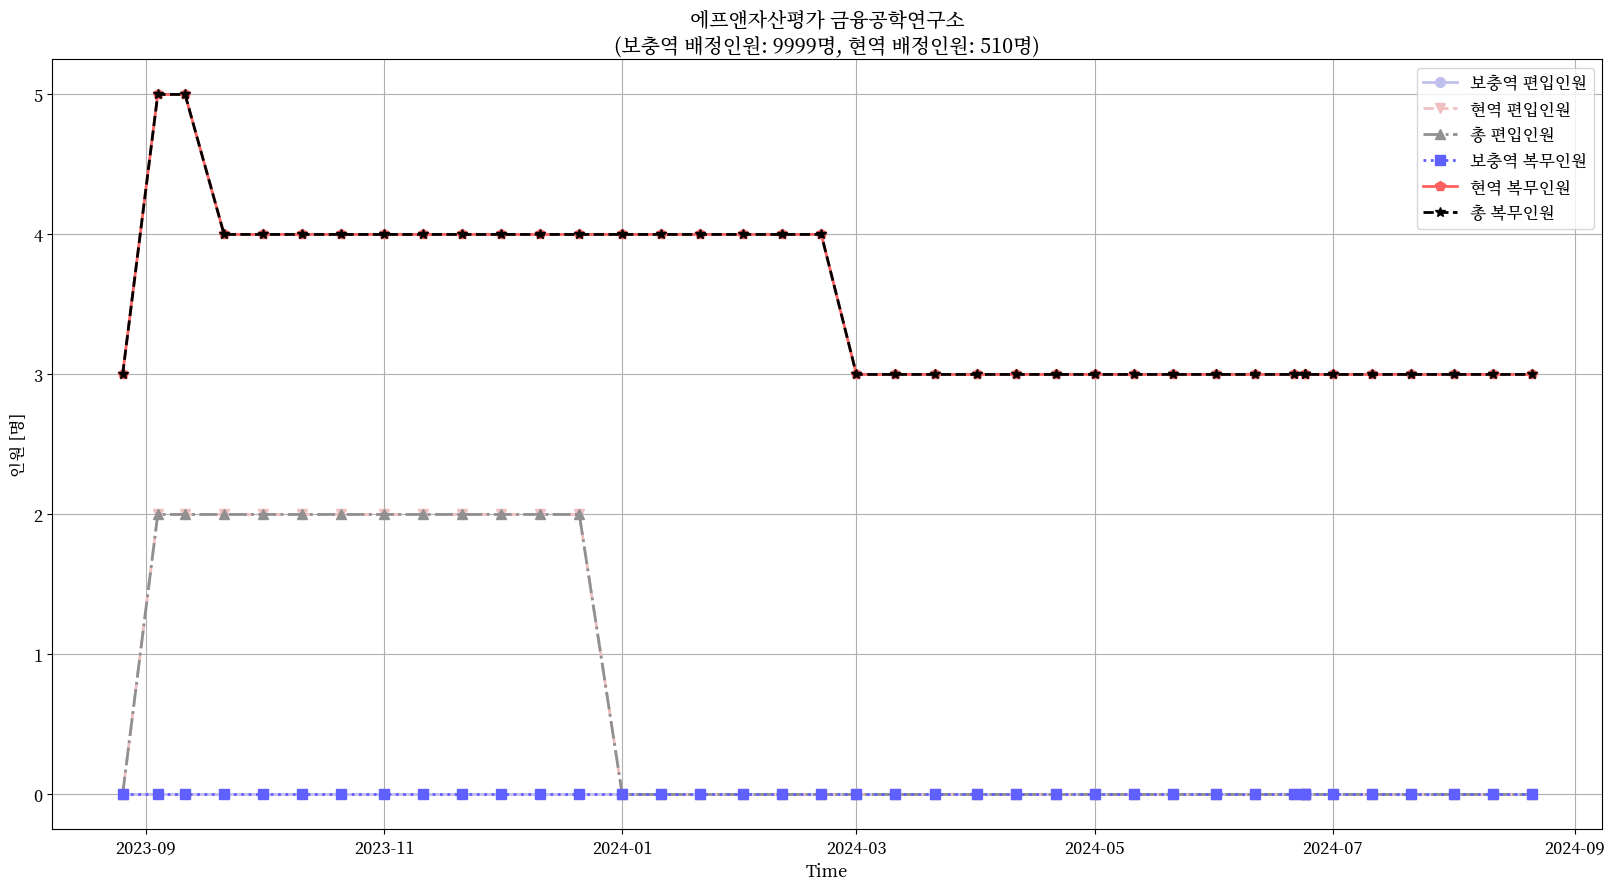 에프앤자산평가 금융공학연구소
(보충역 배정인원: 9999명, 현역 배정인원: 510명)
보충역 편입인원
현역 편입인원
총 편입인원
보충역 복무인원
현역 복무인원
총 복무인원
인원 [명]
5
4
3
2
1
0
2023-09
2023-11
2024-01
2024-03
2024-05
2024-07
2024-09
Time